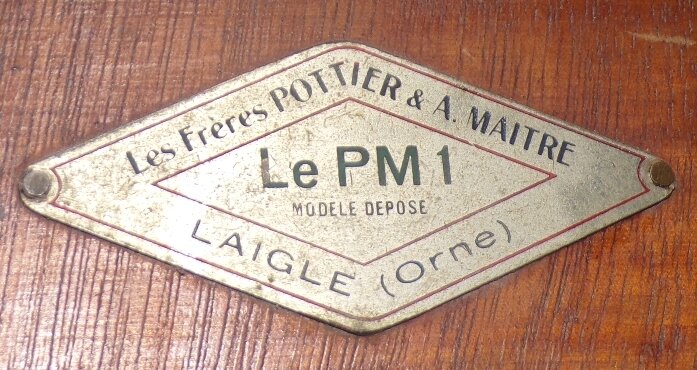 Les Frères POTTIER & A. MAITRE
Le PM 1
MODELE DEPOSE
LAIGLE (Orne)